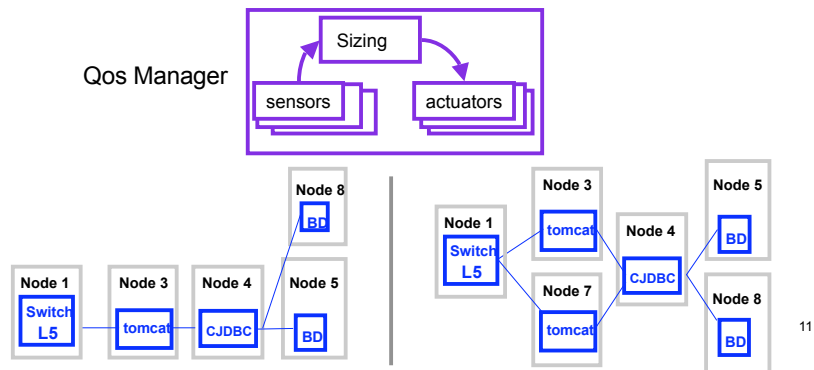 Sizing
Qos Manager
sensors
actuators
Node 8
BD
Node 1
Switch
L5
Node 3
tomcat
Node 4
CJDBC
Node 5
BD
Node 1
Switch
L5
Node 3
tomcat
Node 7
tomcat
Node 4
CJDBC
Node 5
BD
Node 8
BD
11